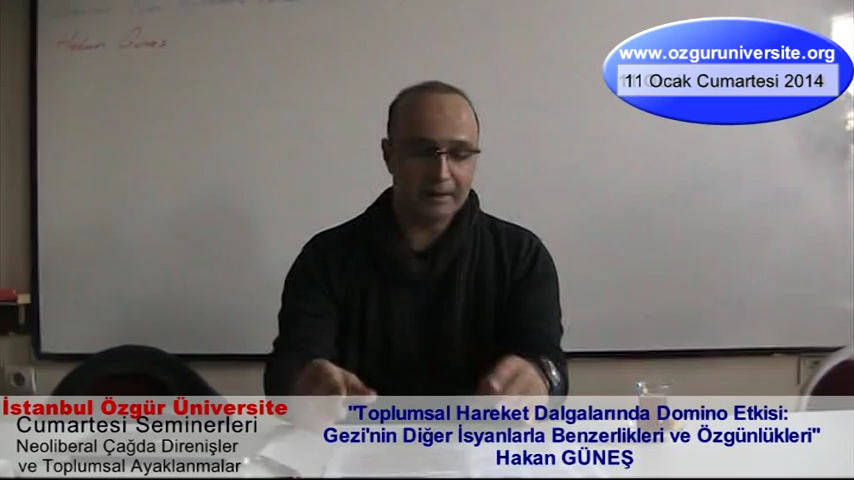 Hakan Güneş
www.ozguruniversite.org
11 Ocak Cumartesi 2014
İstanbul Özgür Üniversite
Cumartesi Seminerleri
Neoliberal Çağda Direnişler
ve Toplumsal Ayaklanmalar
"Toplumsal Hareket Dalgalarında Domino Etkisi:
Gezi'nin Diğer İsyanlarla Benzerlikleri ve Özgünlükleri"
Hakan GÜNEŞ